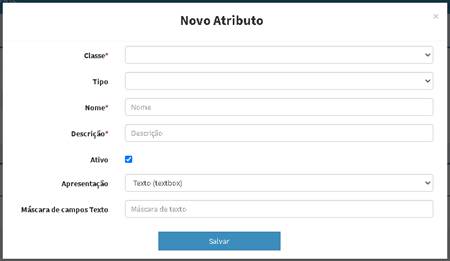 Novo Atributo ×
Classe*
Tipo
Nome* Nome
Descrição* Descrição
Ativo
Apresentação Texto (textbox)
Máscara de campos Texto Máscara de texto
Salvar